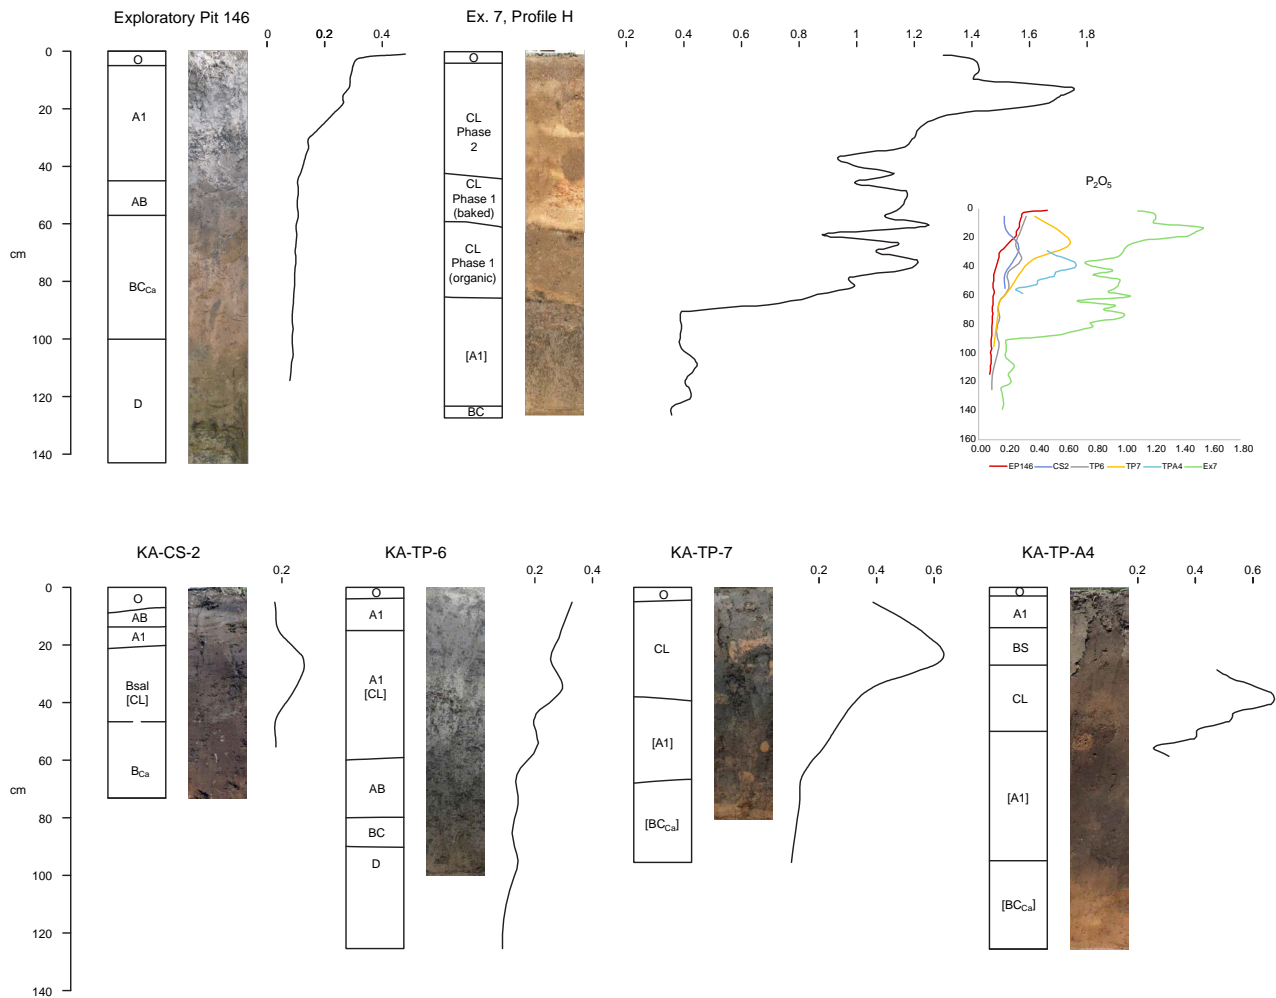 Exploratory Pit 146
Ex. 7, Profile H
0 0.2 0.4
0.2 0.4 0.6 0.8 1 1.2 1.4 1.6 1.8
0
20
40
60
cm
80
100
120
140
O
A1
AB
BCCa
D
O
CL
Phase
2
CL
Phase 1
(baked)
CL
Phase 1
(organic)
[A1]
BC
P2O5
0
20
40
60
80
100
120
140
160
0.00 0.20 0.40 0.60 0.80 1.00 1.20 1.40 1.60 1.80
EP146 CS2 TP6 TP7 TPA4 Ex7
KA-CS-2
KA-TP-6
KA-TP-7
KA-TP-A4
0.2
0.2 0.4
0.2 0.4 0.6
0.2 0.4 0.6
0
20
40
60
cm
80
100
120
140
O
AB
A1
Bsal
[CL]
BCa
O
A1
A1
[CL]
AB
BC
D
O
CL
[A1]
[BCCa]
O
A1
BS
CL
[A1]
[BCCa]